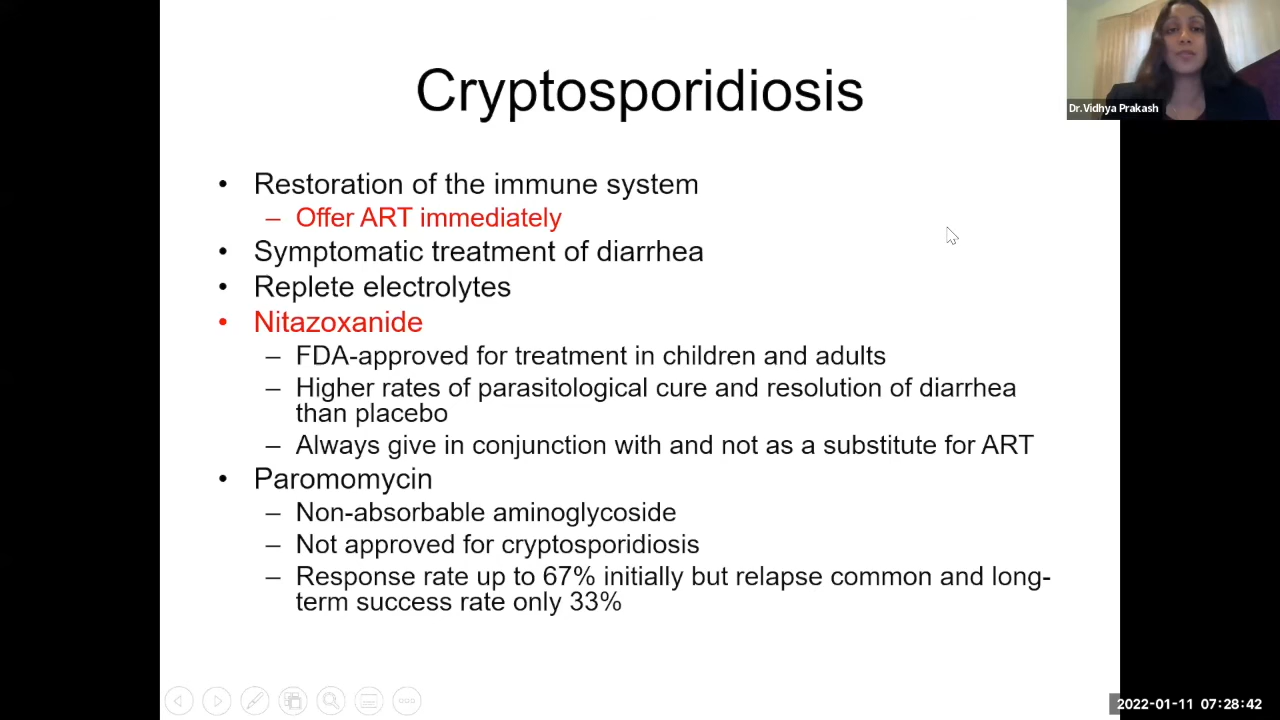 Cryptosporidiosis
Dr.Vidhya Prakash
• Restoration of the immune system
– Offer ART immediately
• Symptomatic treatment of diarrhea
• Replete electrolytes
• Nitazoxanide
– FDA-approved for treatment in children and adults
– Higher rates of parasitological cure and resolution of diarrhea
than placebo
– Always give in conjunction with and not as a substitute for ART
• Paromomycin
– Non-absorbable aminoglycoside
– Not approved for cryptosporidiosis
– Response rate up to 67% initially but relapse common and long-
term success rate only 33%
2022-01-11 07:28:42